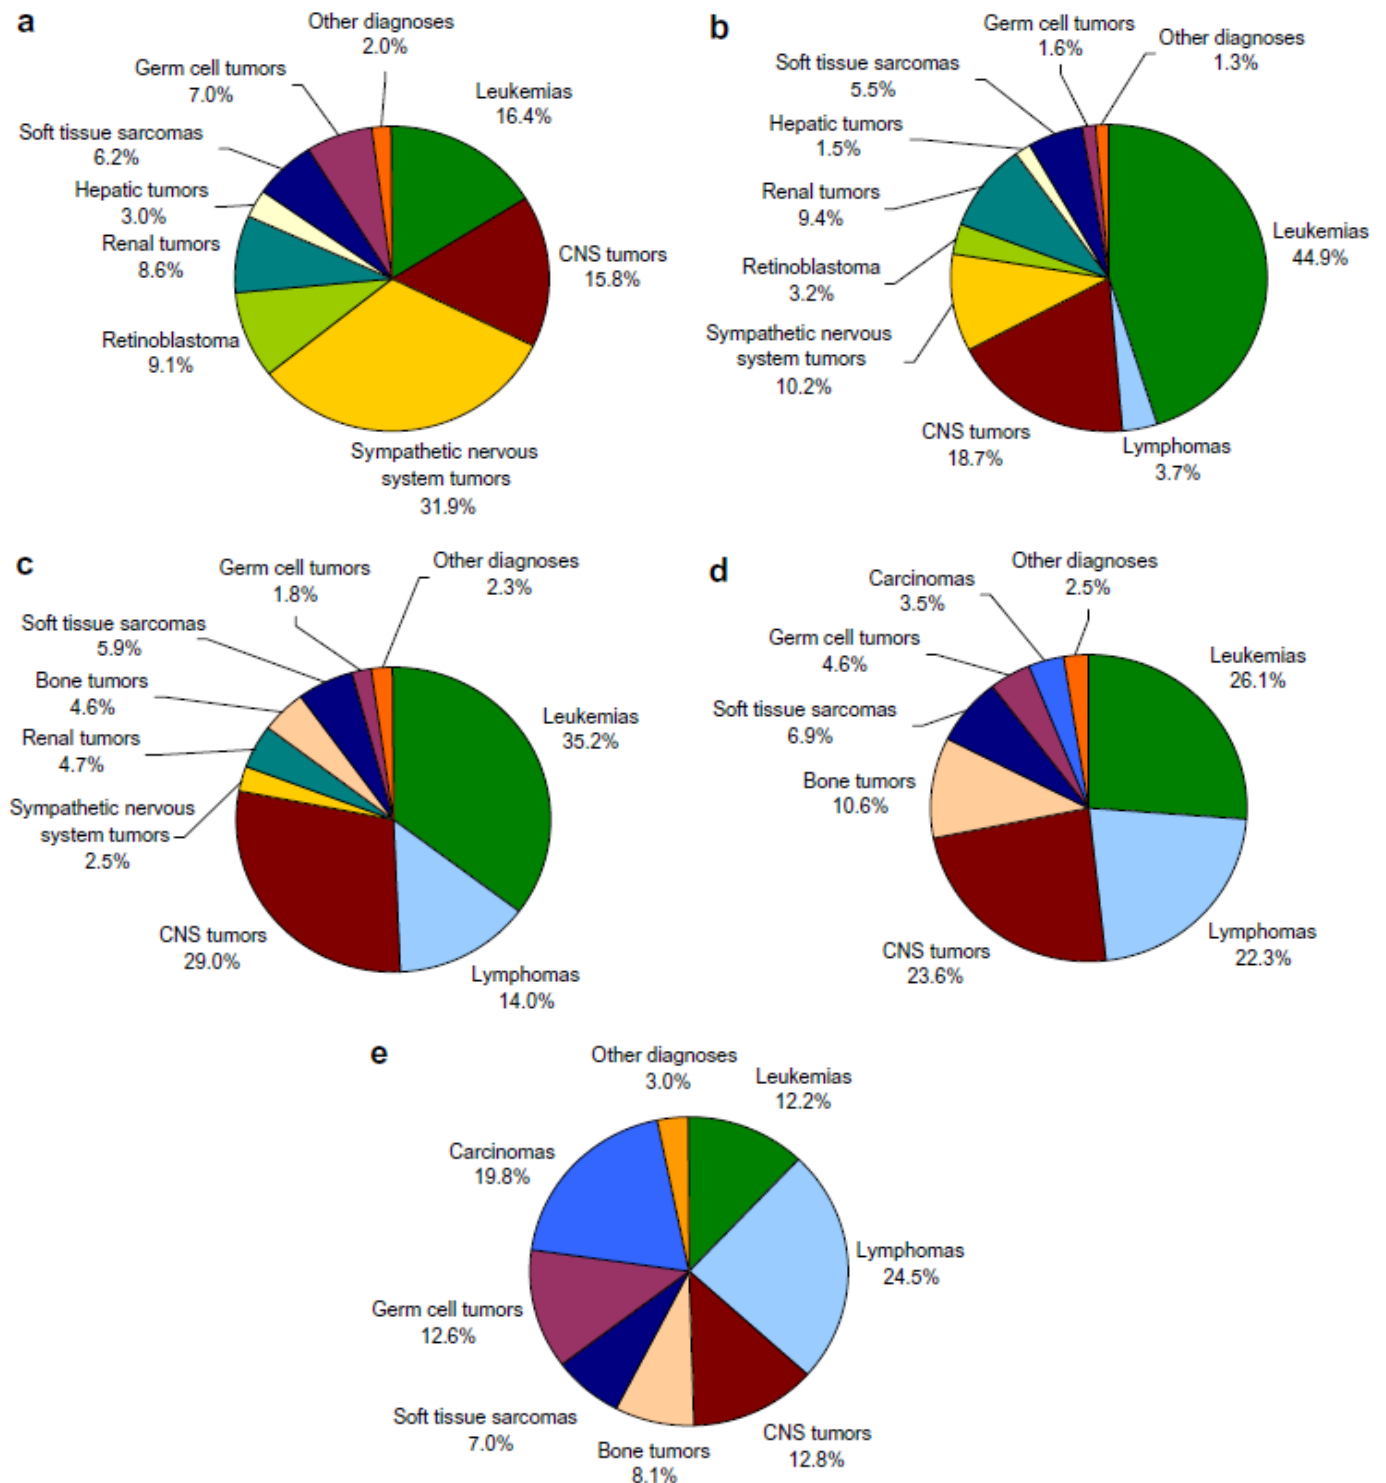 a
Other diagnoses
2.0%
Germ cell tumors
7.0%
Leukemias
16.4%
Soft tissue sarcomas
6.2%
Hepatic tumors
3.0%
Renal tumors
8.6%
CNS tumors
15.8%
Retinoblastoma
9.1%
Sympathetic nervous
system tumors
31.9%
b
Germ cell tumors
1.6%
Other diagnoses
1.3%
Soft tissue sarcomas
5.5%
Hepatic tumors
1.5%
Renal tumors
9.4%
Leukemias
44.9%
Retinoblastoma
3.2%
Sympathetic nervous
system tumors
10.2%
CNS tumors
18.7%
Lymphomas
3.7%
c
Germ cell tumors
1.8%
Other diagnoses
2.3%
Soft tissue sarcomas
5.9%
Bone tumors
4.6%
Renal tumors
4.7%
Leukemias
35.2%
Sympathetic nervous
system tumors
2.5%
CNS tumors
29.0%
Lymphomas
14.0%
d
Other diagnoses
2.5%
Carcinomas
3.5%
Germ cell tumors
4.6%
Leukemias
26.1%
Soft tissue sarcomas
6.9%
Bone tumors
10.6%
CNS tumors
23.6%
Lymphomas
22.3%
e
Other diagnoses
3.0%
Leukemias
12.2%
Carcinomas
19.8%
Lymphomas
24.5%
Germ cell tumors
12.6%
Soft tissue sarcomas
7.0%
Bone tumors
8.1%
CNS tumors
12.8%